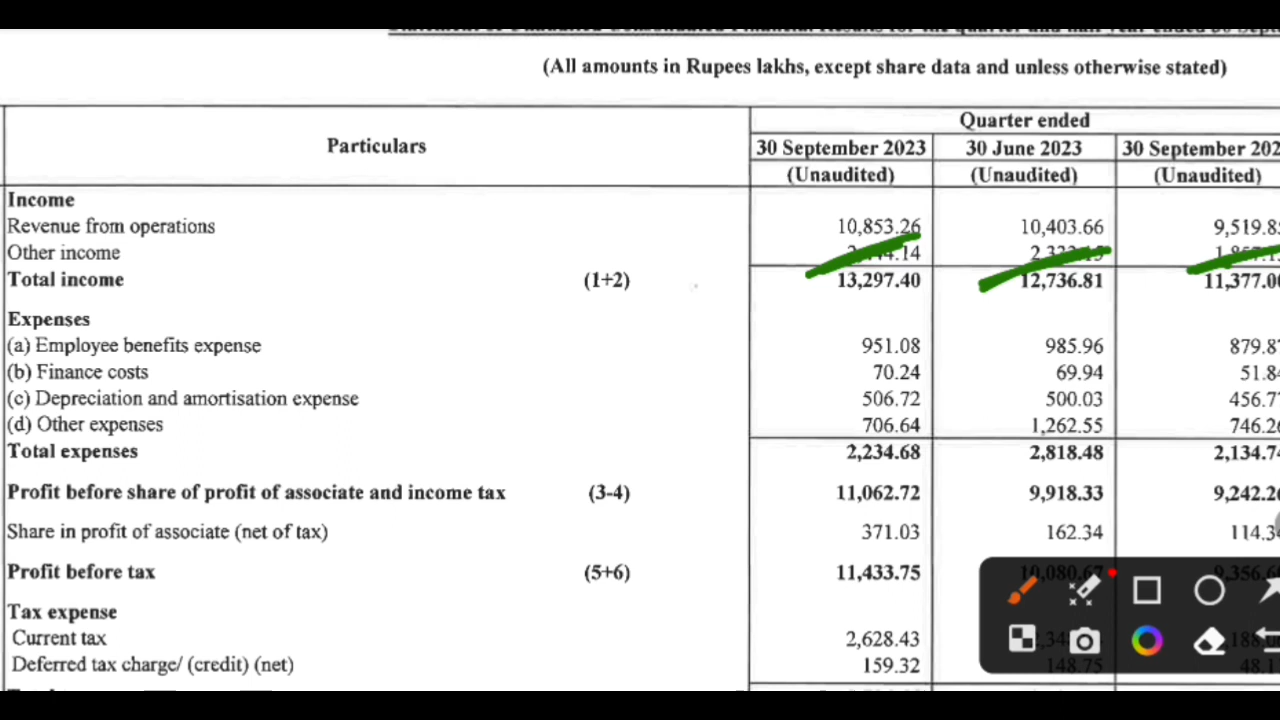 (All amounts in Rupees lakhs, except share data and unless otherwise stated)
Particulars Quarter ended
30 September 2023 30 June 2023 30 September
(Unaudited) (Unaudited) (Unaudited)
Income
Revenue from operations 10,853.26 10,403.66
Other income
Total income (1+2) 13,297.40 12,736.81
Expenses
(a) Employee benefits expense 951.08 985.96
(b) Finance costs 70.24 69.94
(c) Depreciation and amortisation expense 506.72 500.03
(d) Other expenses 706.64 1,262.55
Total expenses 2,234.68 2,818.48
Profit before share of profit of associate and income tax (3-4) 11,062.72 9,918.33
Share in profit of associate (net of tax) 371.03 162.34
Profit before tax (5+6) 11,433.75
Tax expense
Current tax 2,628.43
Deferred tax charge/ (credit) (net) 159.32